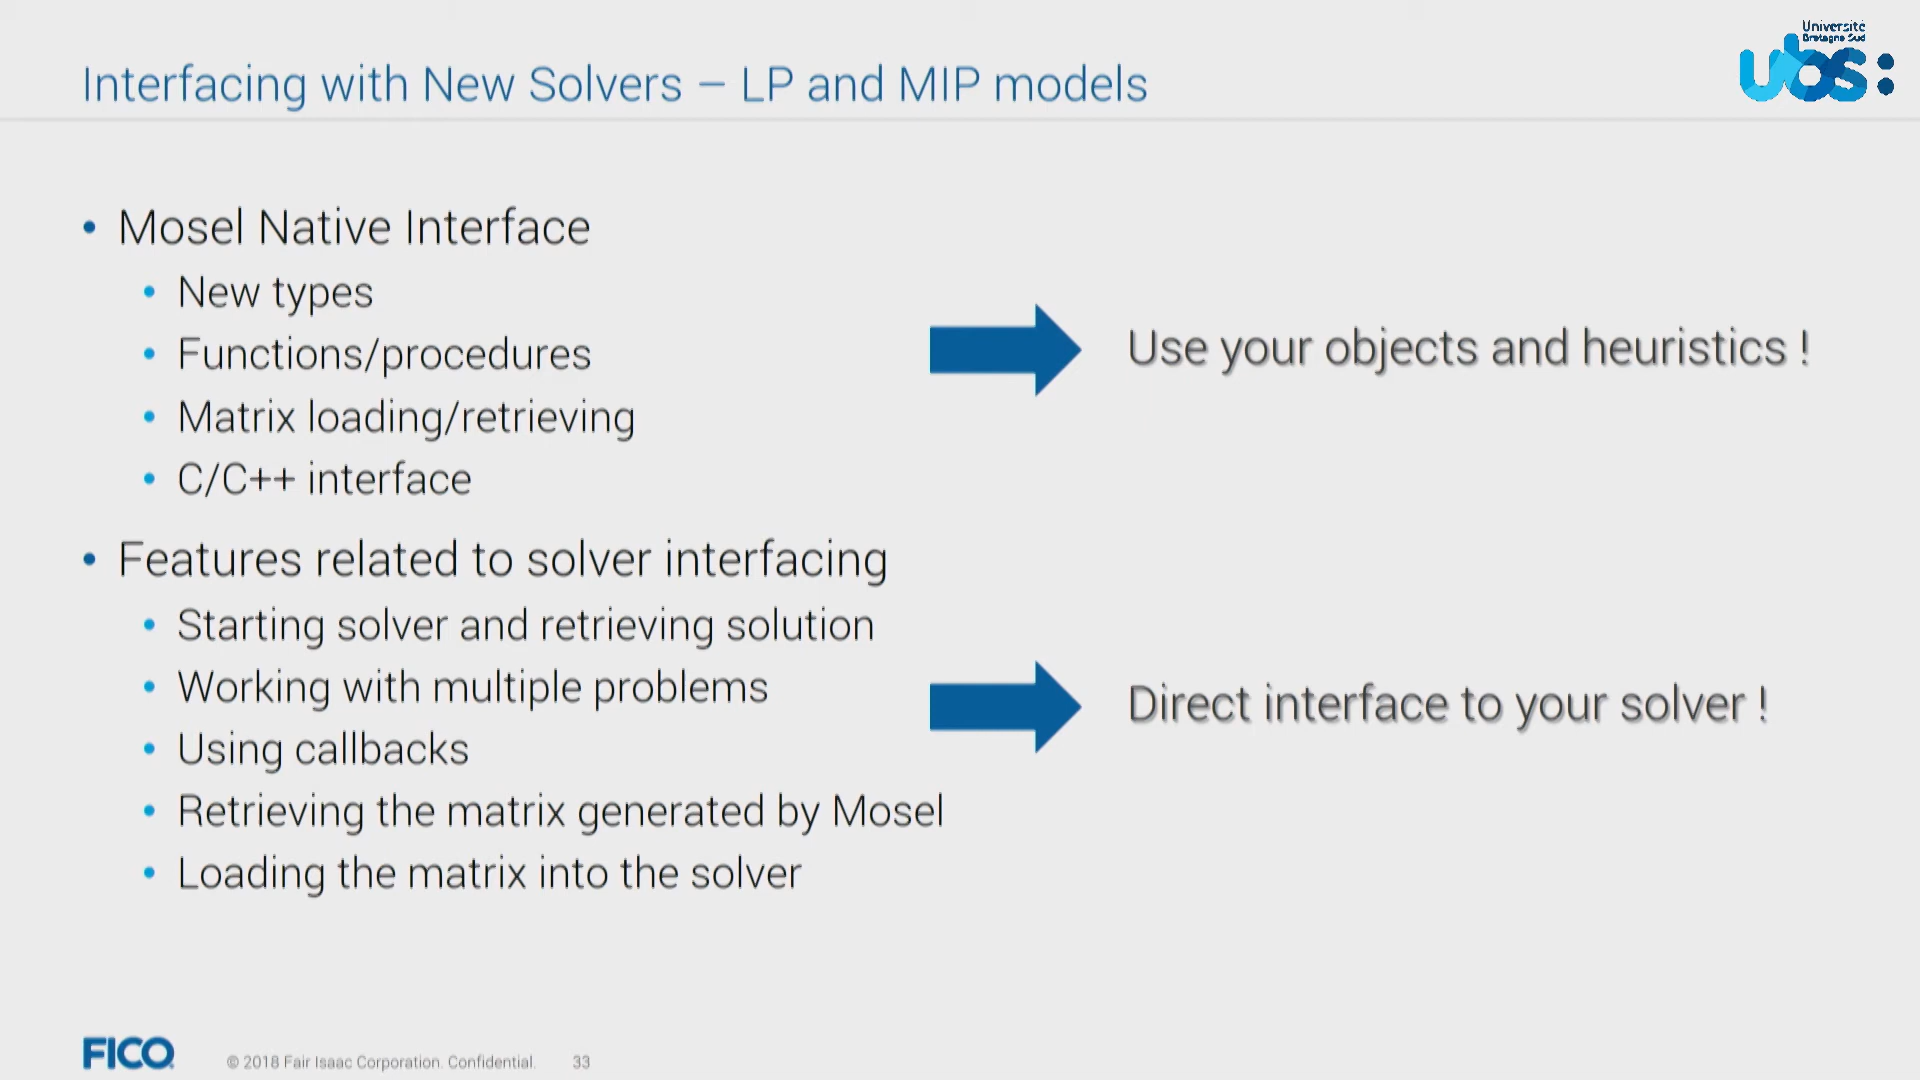 Université
Bretagne Sud
ubs:
Interfacing with New Solvers – LP and MIP models
• Mosel Native Interface
• New types
• Functions/procedures
• Matrix loading/retrieving
• C/C++ interface
Use your objects and heuristics !
• Features related to solver interfacing
• Starting solver and retrieving solution
• Working with multiple problems
• Using callbacks
• Retrieving the matrix generated by Mosel
• Loading the matrix into the solver
Direct interface to your solver !
FICO
© 2018 Fair Isaac Corporation. Confidential. 33